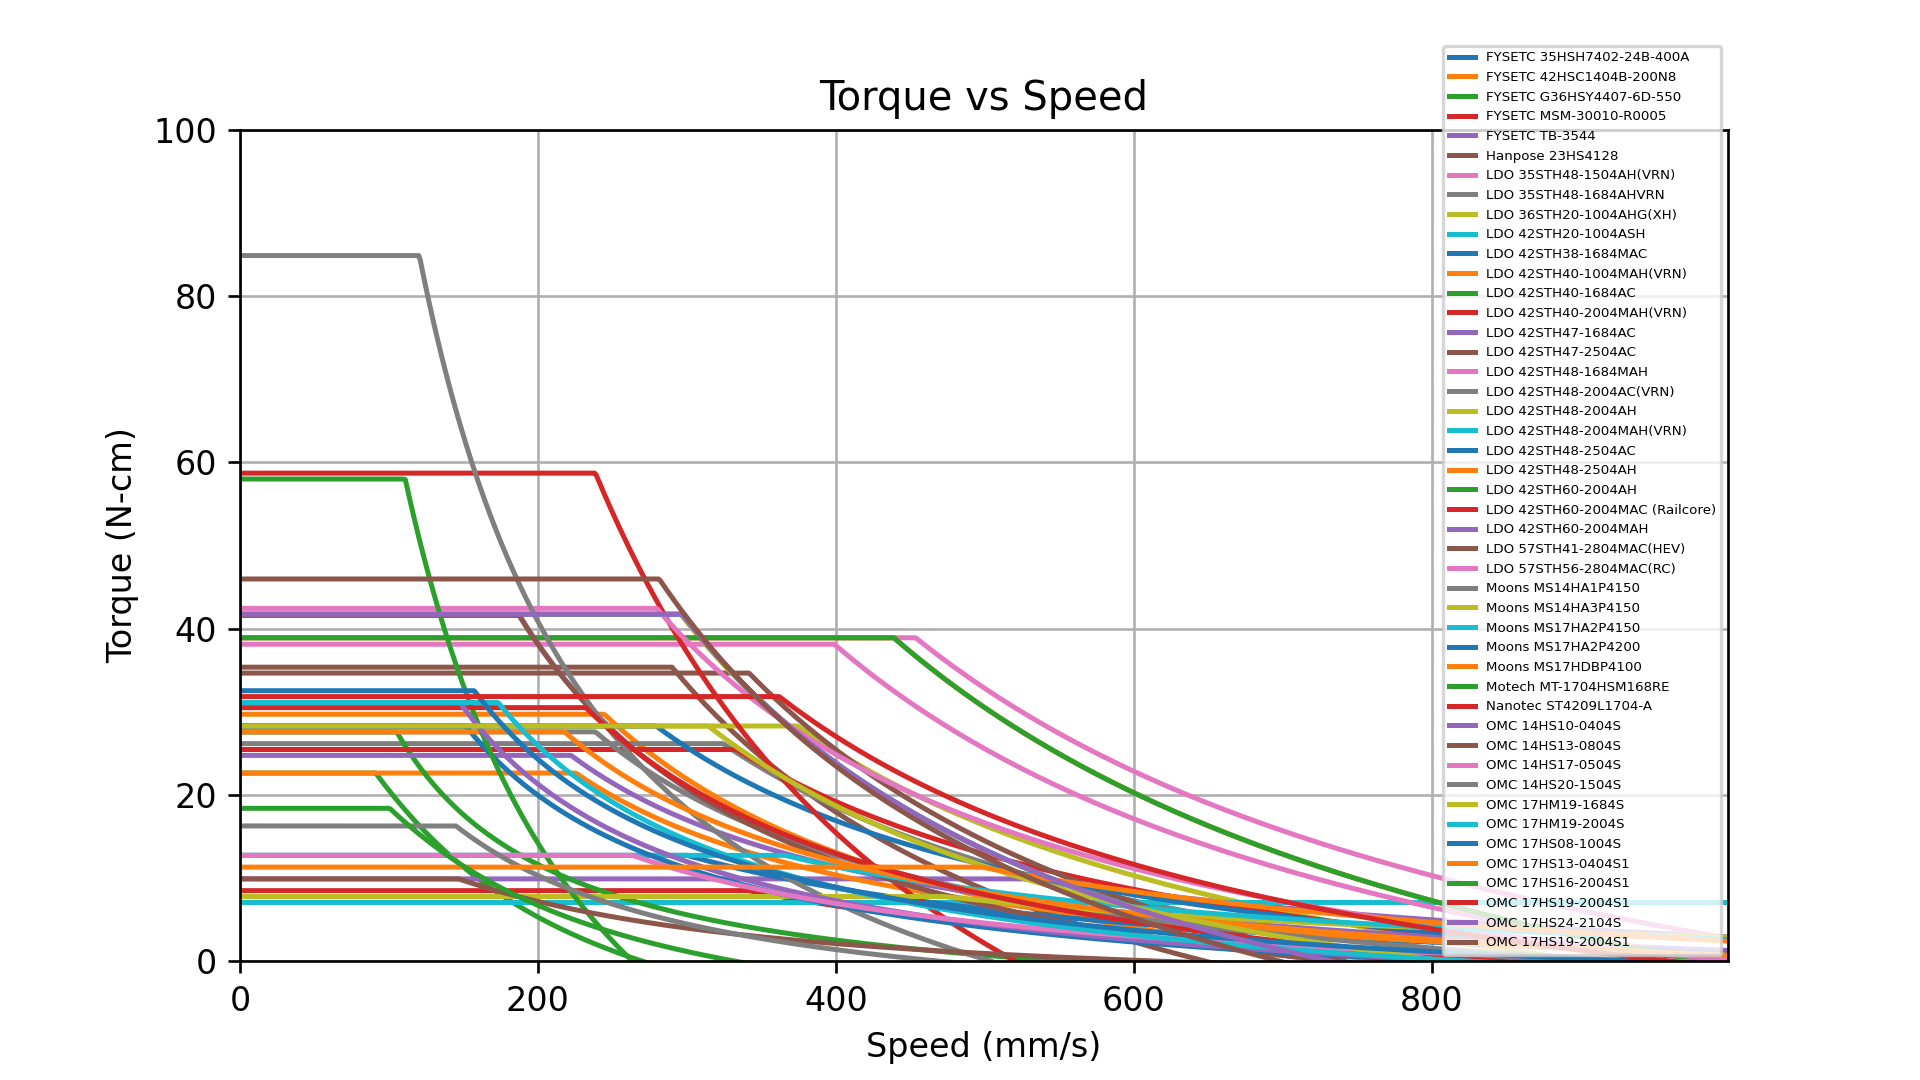 Torque vs Speed
Torque (N-cm)
100
80
60
40
20
0
0 200 400 600 800
Speed (mm/s)
FYSETC 35HSH7402-24B-400A
FYSETC 42HSC1404B-200N8
FYSETC G36HSY4407-6D-550
FYSETC MSM-30010-R0005
FYSETC TB-3544
Hanpose 23HS4128
LDO 35STH48-1504AH(VRN)
LDO 35STH48-1684AHVRN
LDO 36STH20-1004AHG(XH)
LDO 42STH20-1004ASH
LDO 42STH38-1684MAC
LDO 42STH40-1004MAH(VRN)
LDO 42STH40-1684AC
LDO 42STH40-2004MAH(VRN)
LDO 42STH47-1684AC
LDO 42STH47-2504AC
LDO 42STH48-1684MAH
LDO 42STH48-2004AC(VRN)
LDO 42STH48-2004AH
LDO 42STH48-2004MAH(VRN)
LDO 42STH48-2504AC
LDO 42STH48-2504AH
LDO 42STH60-2004AH
LDO 42STH60-2004MAC (Railcore)
LDO 42STH60-2004MAH
LDO 57STH41-2804MAC(HEV)
LDO 57STH56-2804MAC(RC)
Moons MS14HA1P4150
Moons MS14HA3P4150
Moons MS17HA2P4150
Moons MS17HA2P4200
Moons MS17HDBP4100
Motech MT-1704HSM168RE
Nanotec ST4209L1704-A
OMC 14HS10-0404S
OMC 14HS13-0804S
OMC 14HS17-0504S
OMC 14HS20-1504S
OMC 17HM19-1684S
OMC 17HM19-2004S
OMC 17HS08-1004S
OMC 17HS13-0404S1
OMC 17HS16-2004S1
OMC 17HS19-2004S1
OMC 17HS24-2104S
OMC 17HS19-2004S1